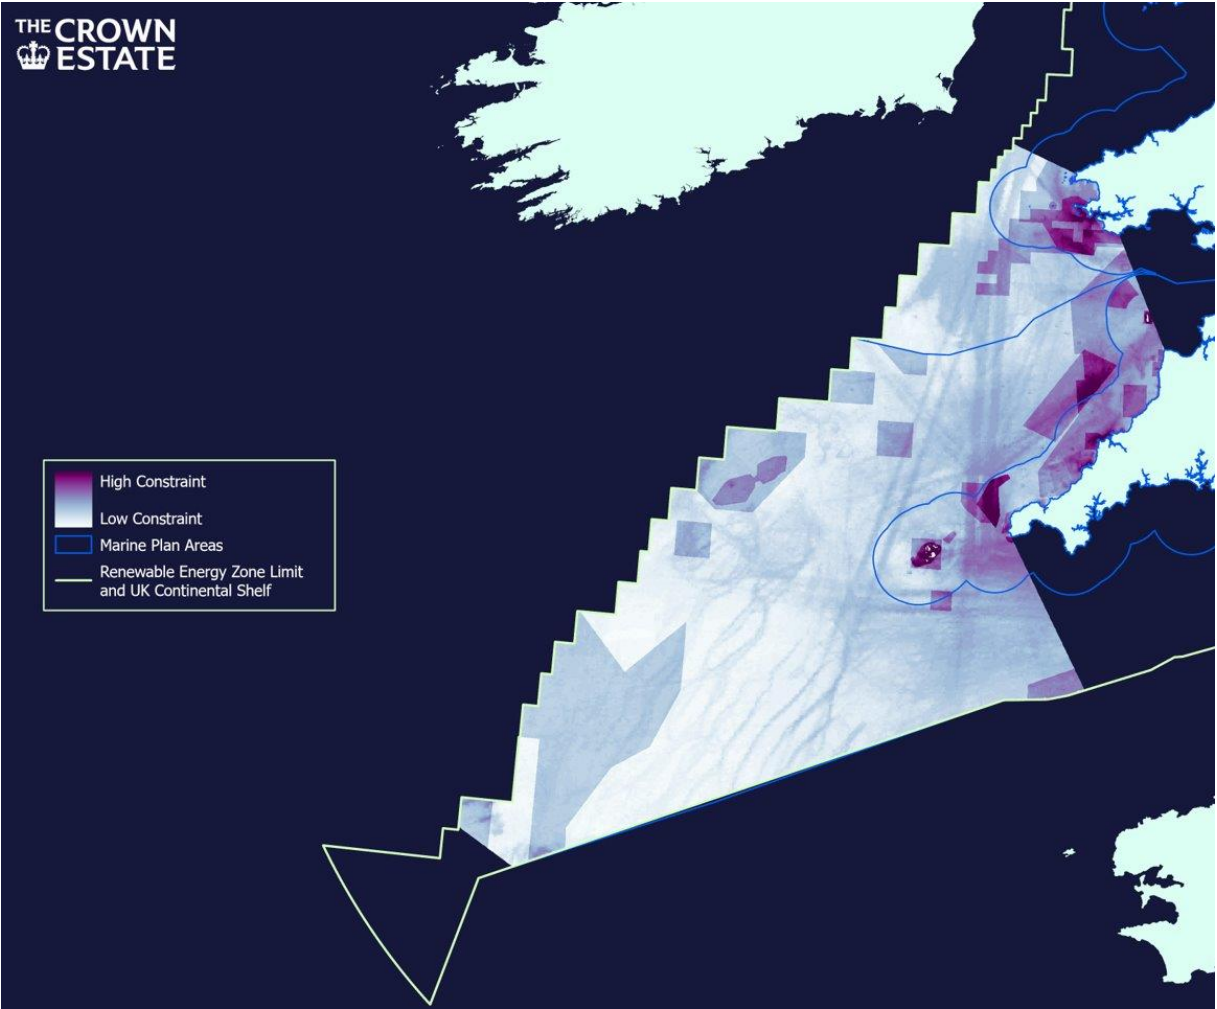 THE CROWN
ESTATE
High Constraint
Low Constraint
Marine Plan Areas
Renewable Energy Zone Limit
and UK Continental Shelf